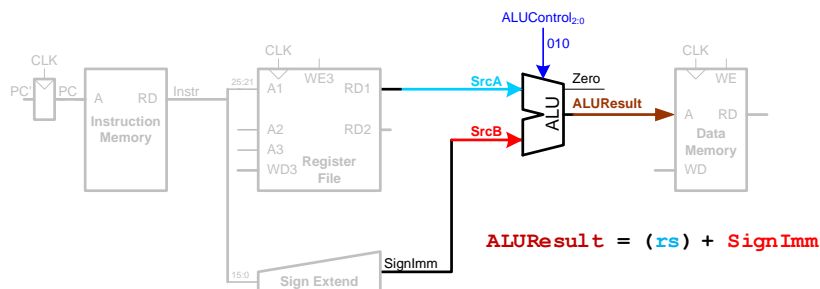 ALUControl2:0
010
CLK
CLK
CLK
PC'
PC
A
RD
Instr
Instruction
Memory
25:21
A1
WE3
RD1
A2
RD2
A3
WD3
Register
File
SrcA
SrcB
ALU
Zero
ALUResult
WE
A
RD
Data
Memory
WD
ALUResult = (rs) + SignImm
SignImm
15:0
Sign Extend